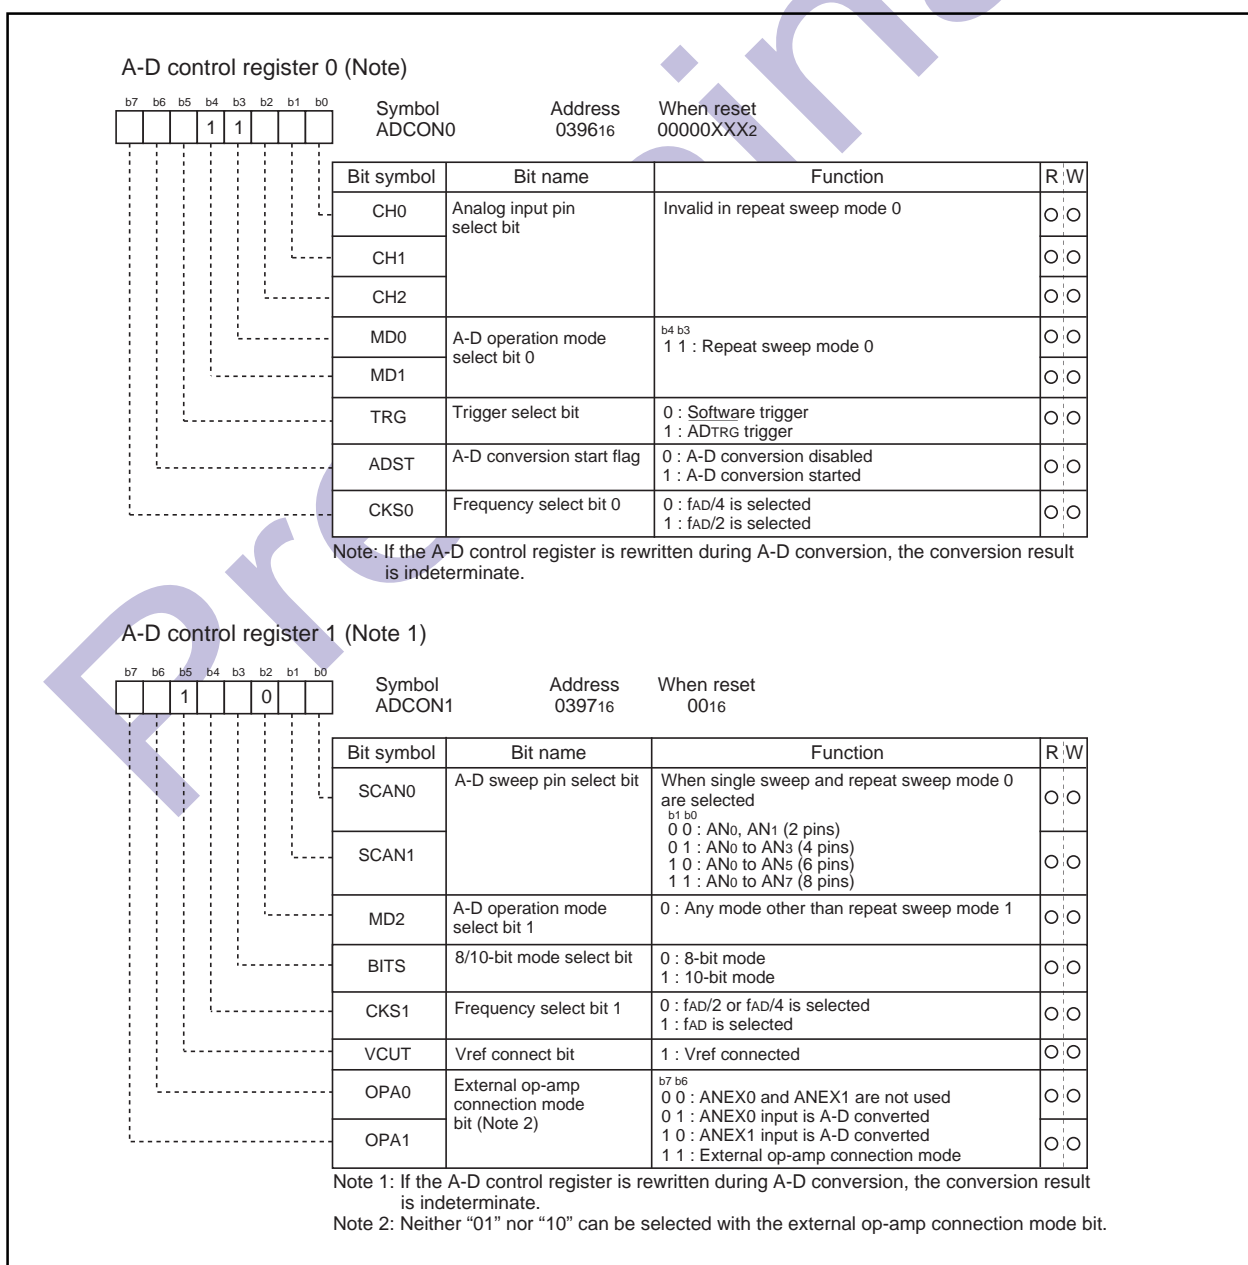 A-D control register 0 (Note)
b7 b6 b5 b4 b3 b2 b1 b0
1 1
Symbol Address When reset
ADCON0 039616 00000XXX2
Bit symbol Bit name Function R W
CH0 Analog input pin select bit Invalid in repeat sweep mode 0
CH1
CH2
MD0 A-D operation mode select bit 0 b4 b3
1 1 : Repeat sweep mode 0
MD1
TRG Trigger select bit 0 : Software trigger
1 : ADTRG trigger
ADST A-D conversion start flag 0 : A-D conversion disabled
1 : A-D conversion started
CKS0 Frequency select bit 0 0 : fAD/4 is selected
1 : fAD/2 is selected
Note: If the A-D control register is rewritten during A-D conversion, the conversion result
is indeterminate.
A-D control register 1 (Note 1)
b7 b6 b5 b4 b3 b2 b1 b0
1 0
Symbol Address When reset
ADCON1 039716 0016
Bit symbol Bit name Function R W
SCAN0 A-D sweep pin select bit When single sweep and repeat sweep mode 0
are selected
b1 b0
0 0 : AN0, AN1 (2 pins)
0 1 : AN0 to AN3 (4 pins)
SCAN1
1 0 : AN0 to AN5 (6 pins)
1 1 : AN0 to AN7 (8 pins)
MD2 A-D operation mode select bit 1 0 : Any mode other than repeat sweep mode 1
BITS 8/10-bit mode select bit 0 : 8-bit mode
1 : 10-bit mode
CKS1 Frequency select bit 1 0 : fAD/2 or fAD/4 is selected
1 : fAD is selected
VCUT Vref connect bit 1 : Vref connected
OPA0 External op-amp connection mode bit (Note 2) b7 b6
0 0 : ANEX0 and ANEX1 are not used
0 1 : ANEX0 input is A-D converted
OPA1
1 0 : ANEX1 input is A-D converted
1 1 : External op-amp connection mode
Note 1: If the A-D control register is rewritten during A-D conversion, the conversion result
is indeterminate.
Note 2: Neither “01” nor “10” can be selected with the external op-amp connection mode bit.